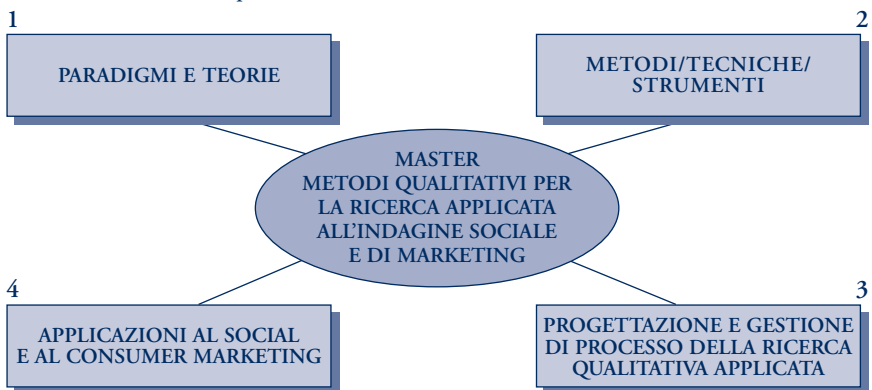 1
PARADIGMI E TEORIE
2
METODI/TECNICHE/
STRUMENTI
MASTER
METODI QUALITATIVI PER
LA RICERCA APPLICATA
ALL'INDAGINE SOCIALE
E DI MARKETING
4
APPLICAZIONI AL SOCIAL
E AL CONSUMER MARKETING
3
PROGETTAZIONE E GESTIONE
DI PROCESSO DELLA RICERCA
QUALITATIVA APPLICATA